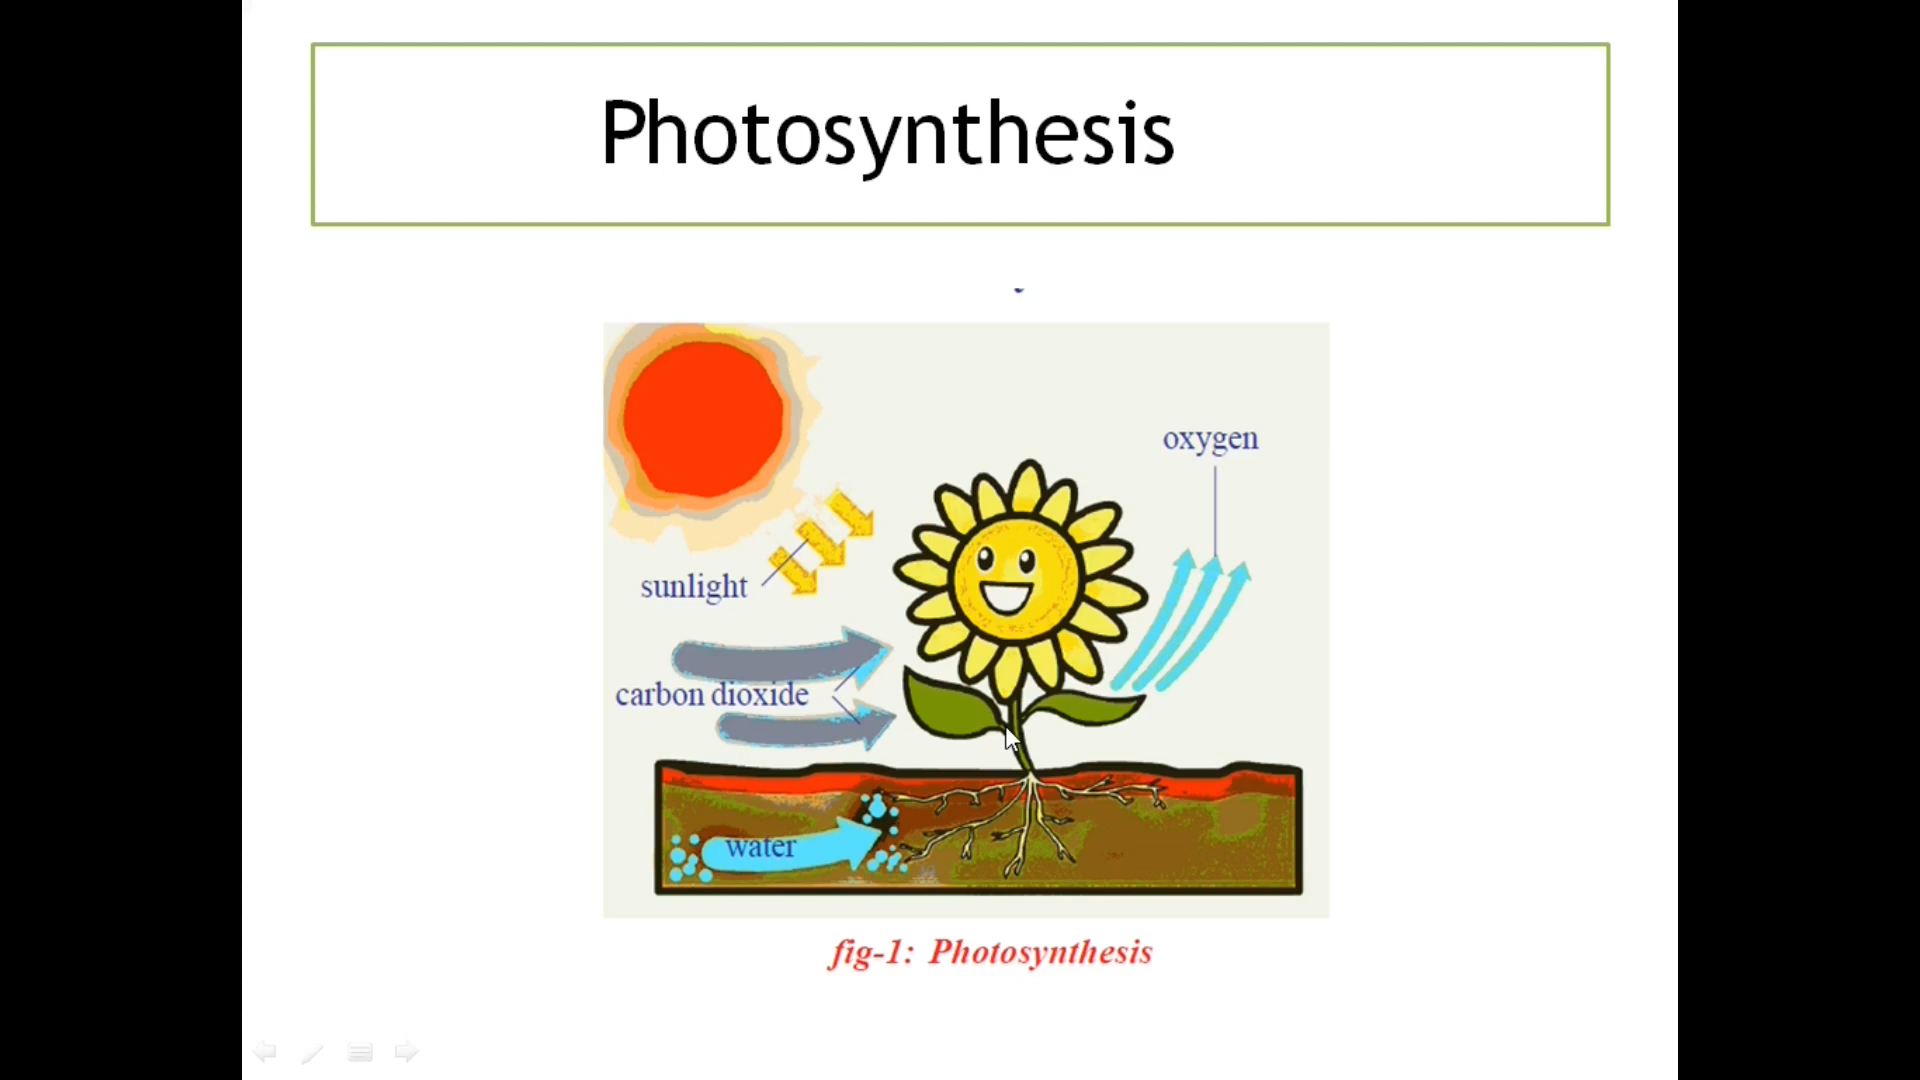 Photosynthesis
oxygen
sunlight
carbon dioxide
water
fig-1: Photosynthesis